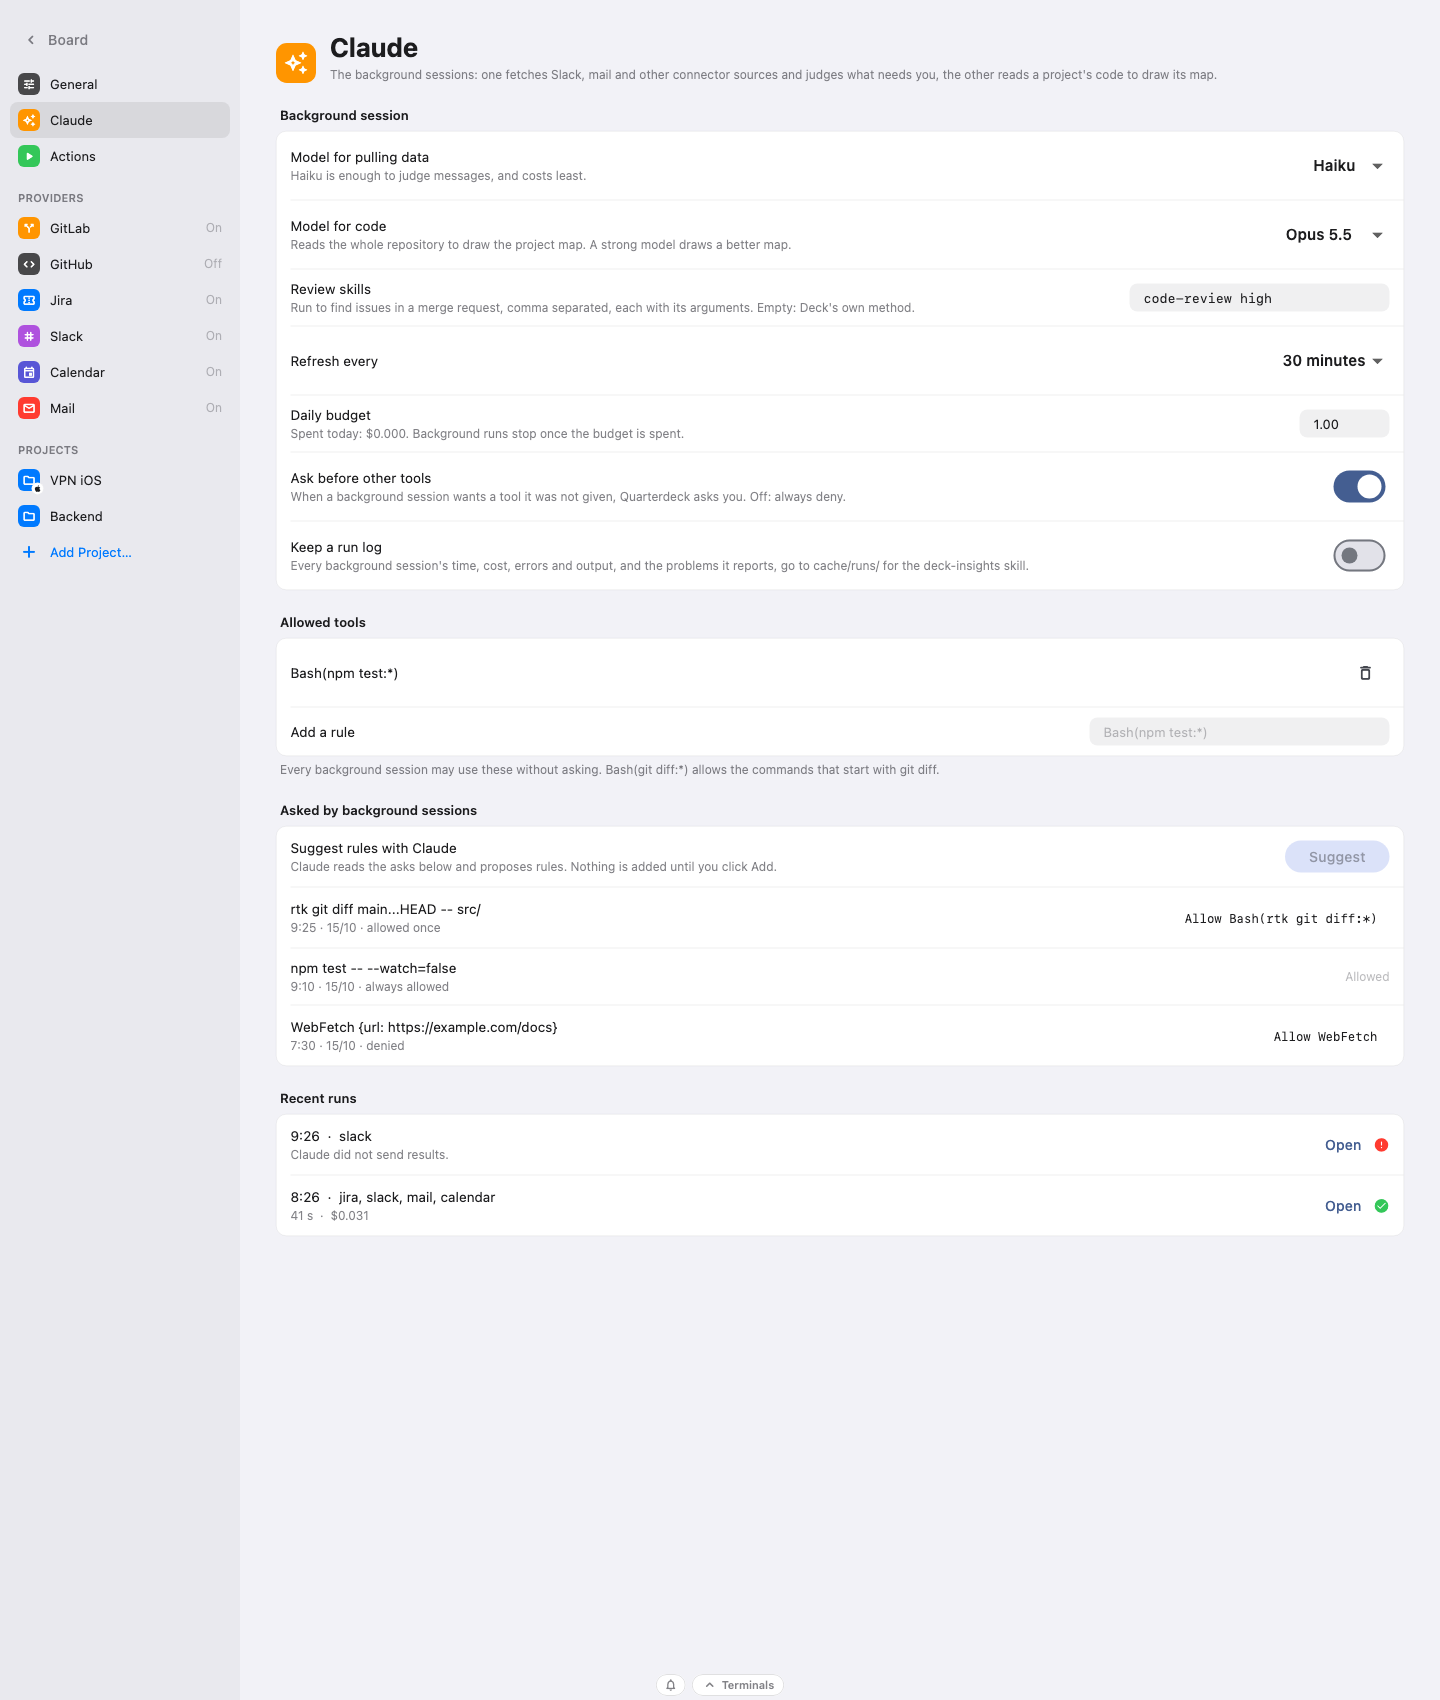 Board
General
Claude
Actions
PROVIDERS
GitLab On
GitHub Off
Jira On
Slack On
Calendar On
Mail On
PROJECTS
VPN iOS
Backend
Add Project...
Claude
The background sessions: one fetches Slack, mail and other connector sources and judges what needs you, the other reads a project's code to draw its map.
Background session
Model for pulling data
Haiku is enough to judge messages, and costs least.
Haiku
Model for code
Reads the whole repository to draw the project map. A strong model draws a better map.
Opus 5.5
Review skills
Run to find issues in a merge request, comma separated, each with its arguments. Empty: Deck's own method.
code-review high
Refresh every
30 minutes
Daily budget
Spent today: $0.000. Background runs stop once the budget is spent.
1.00
Ask before other tools
When a background session wants a tool it was not given, Quarterdeck asks you. Off: always deny.
Keep a run log
Every background session's time, cost, errors and output, and the problems it reports, go to cache/runs/ for the deck-insights skill.
Allowed tools
Bash(npm test:*)
Add a rule
Bash(npm test:*)
Every background session may use these without asking. Bash(git diff:*) allows the commands that start with git diff.
Asked by background sessions
Suggest rules with Claude
Claude reads the asks below and proposes rules. Nothing is added until you click Add.
Suggest
rtk git diff main...HEAD -- src/
9:25 · 15/10 · allowed once
Allow Bash(rtk git diff:*)
npm test -- --watch=false
9:10 · 15/10 · always allowed
Allowed
WebFetch {url: https://example.com/docs}
7:30 · 15/10 · denied
Allow WebFetch
Recent runs
9:26 · slack
Claude did not send results.
Open
8:26 · jira, slack, mail, calendar
41 s · $0.031
Open
Terminals